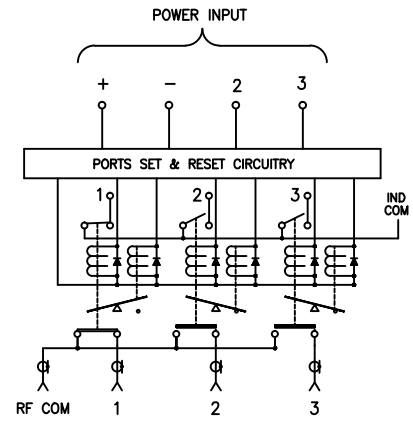 POWER INPUT
+ − 2 3
PORTS SET & RESET CIRCUITRY
1 2 3
IND
COM
RF COM 1 2 3